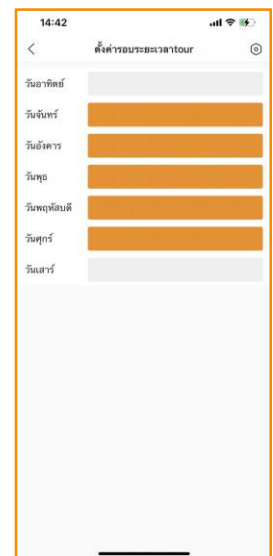 14:42
ตั้งค่ารอบระยะเวลาtour
วันอาทิตย์
วันจันทร์
วันอังคาร
วันพุธ
วันพฤหัสบดี
วันศุกร์
วันเสาร์